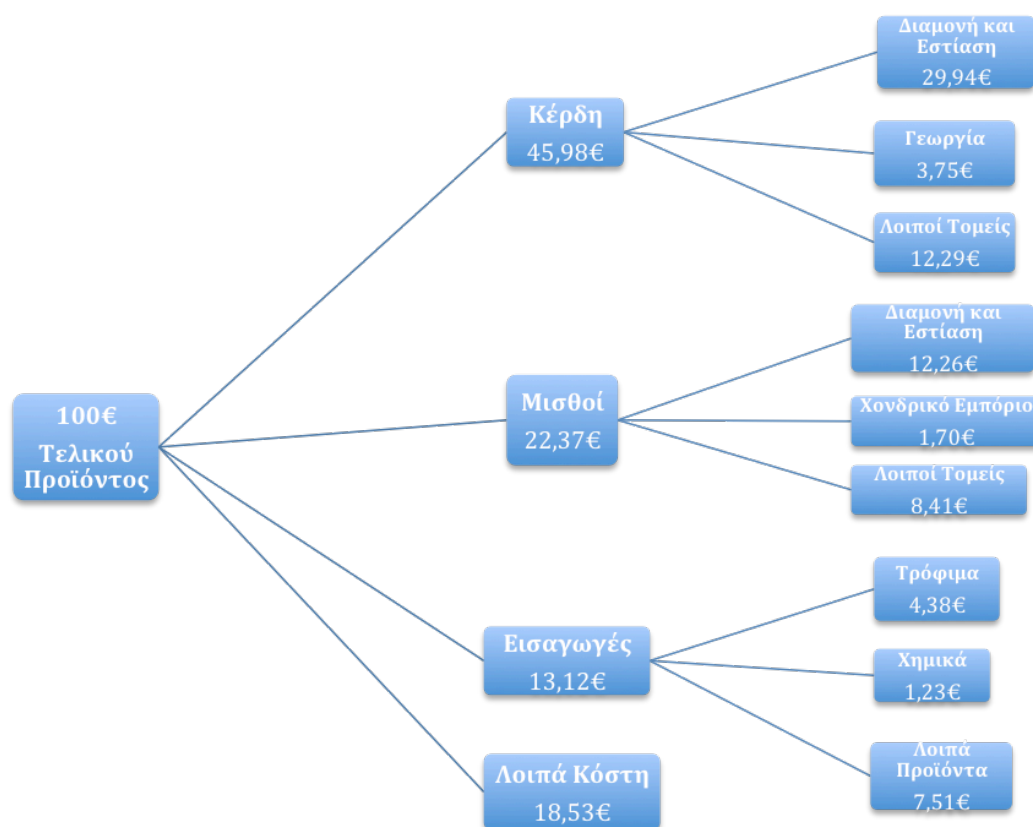 100€
Τελικού
Προϊόντος
Κέρδη
45,98€
Διαμονή και
Εστίαση
29,94€
Γεωργία
3,75€
Λοιποί Τομείς
12,29€
Μισθοί
22,37€
Διαμονή και
Εστίαση
12,26€
Χονδρικό Εμπόριο
1,70€
Λοιποί Τομείς
8,41€
Εισαγωγές
13,12€
Τρόφιμα
4,38€
Χημικά
1,23€
Λοιπά
Προϊόντα
7,51€
Λοιπά Κόστη
18,53€